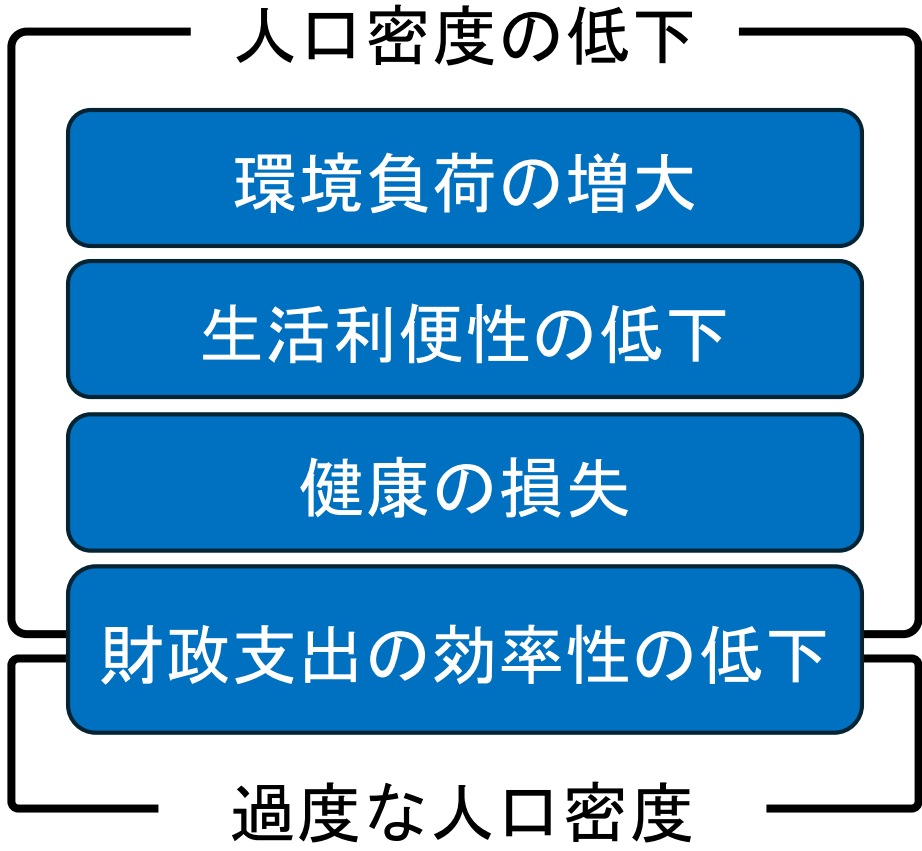 人口密度の低下
環境負荷の増大
生活利便性の低下
健康の損失
財政支出の効率性の低下
過度な人口密度